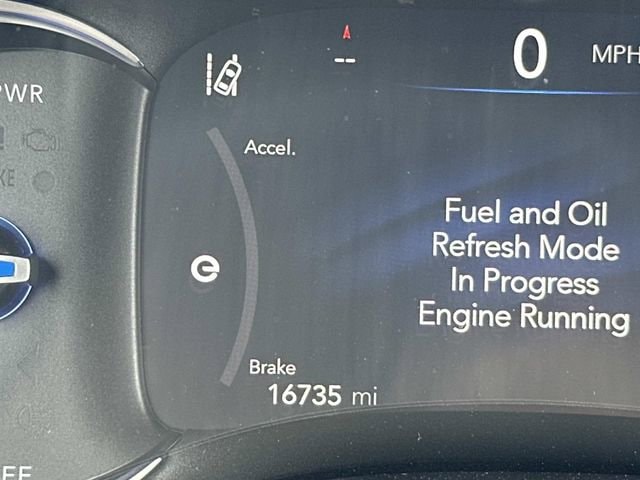 0 MPH
--
PWR
Accel.
Fuel and Oil
Refresh Mode
In Progress
Engine Running
Brake
16735 mi